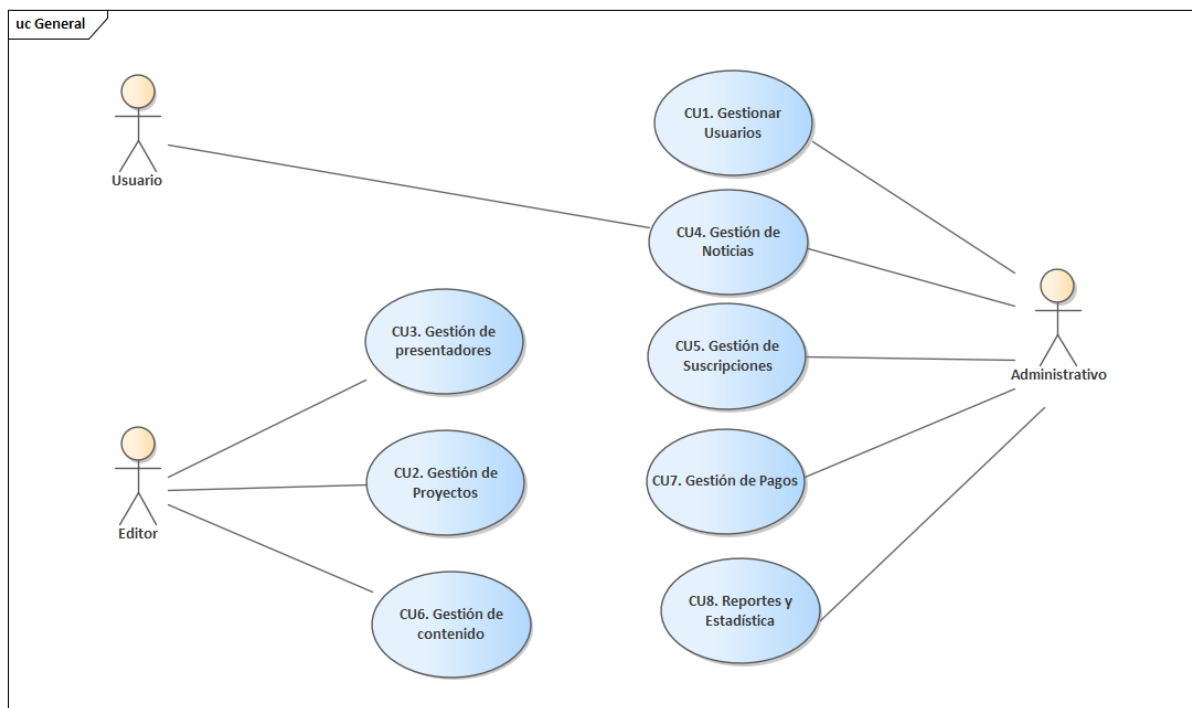 uc General
Usuario
CU1. Gestionar
Usuarios
CU4. Gestión de
Noticias
CU3. Gestión de
presentadores
CU5. Gestión de
Suscripciones
Administrativo
CU2. Gestión de
Proyectos
CU7. Gestión de Pagos
Editor
CU6. Gestión de
contenido
CU8. Reportes y
Estadística